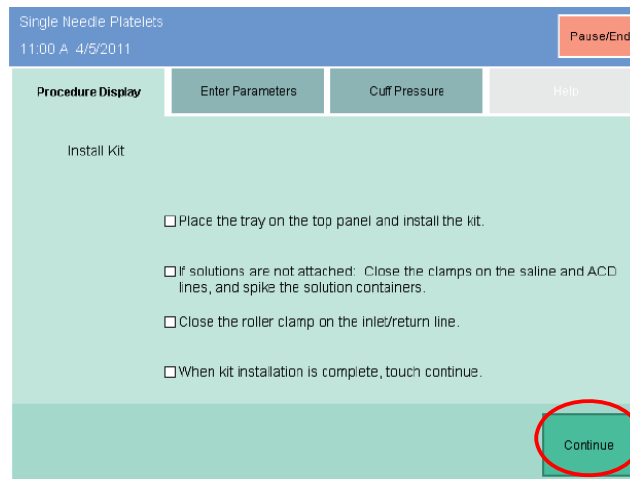 Single Needle Platelets
11:00 A 4/5/2011
Pause/End
Procedure Display
Enter Parameters
Cuff Pressure
Help
Install Kit
Place the tray on the top panel and install the kit.
If solutions are not attached: Close the clamps on the saline and ACD
lines, and spike the solution containers.
Close the roller clamp on the inlet/return line.
When kit installation is complete, touch continue.
Continue